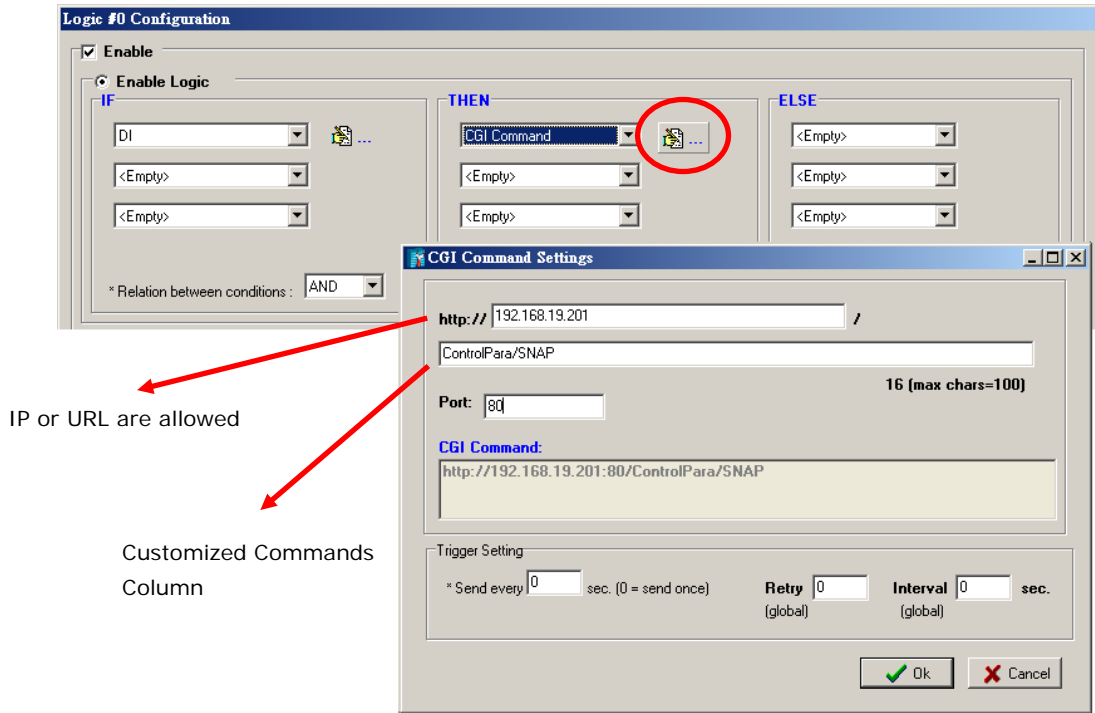 Logic #0 Configuration
Enable
Enable Logic
IF
THEN
ELSE
DI
...
CGI Command
...
<Empty>
<Empty>
<Empty>
<Empty>
<Empty>
<Empty>
<Empty>
* Relation between conditions :
AND
CGI Command Settings
http://
192.168.19.201
/
ControlPara/SNAP
16 (max chars=100)
Port:
80
CGI Command:
http://192.168.19.201:80/ControlPara/SNAP
Trigger Setting
* Send every 0 sec. (0 = send once)
Retry 0
(global)
Interval 0 sec.
(global)
Ok
Cancel
IP or URL are allowed
Customized Commands
Column